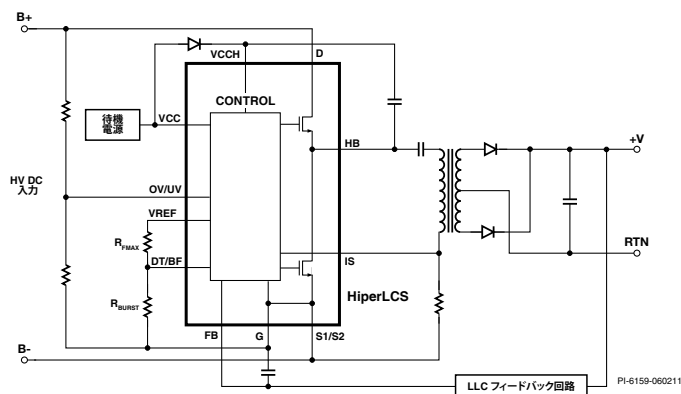 B+
VCCH
D
CONTROL
待機
電源
VCC
HB
+V
HV DC
入力
OV/UV
VREF
RFMAX
DT/BF
IS
RTN
RBURST
HiperLCS
FB
G
S1/S2
B-
LLC フィードバック回路
PI-6159-060211